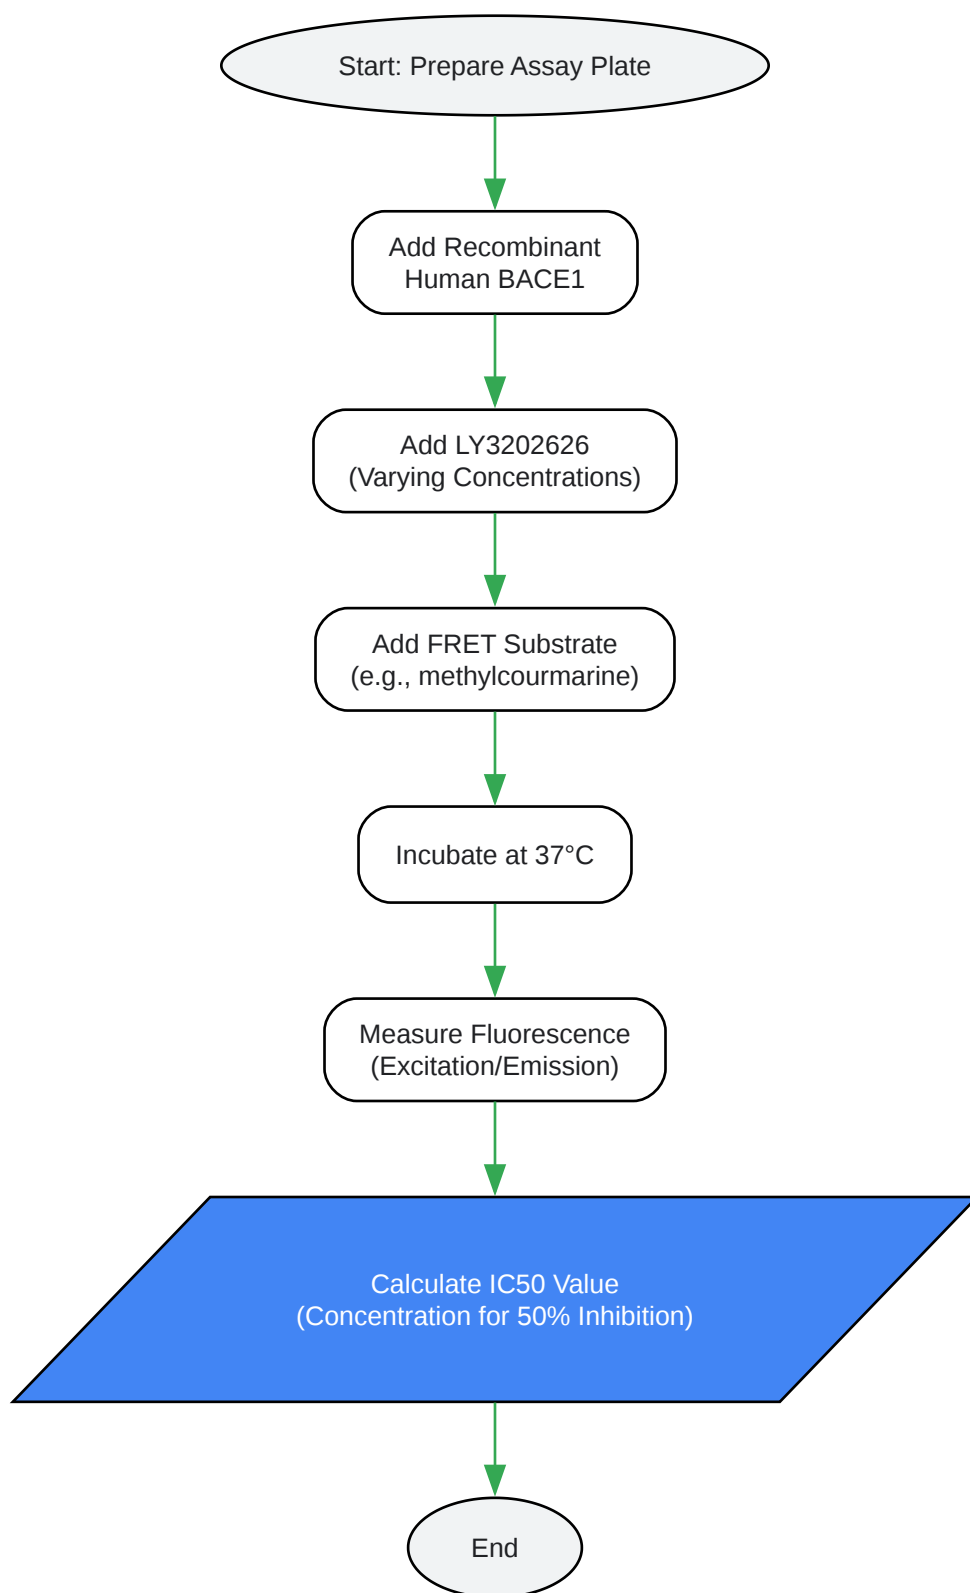 Start: Prepare Assay Plate
Add Recombinant
Human BACE1
Add LY3202626
(Varying Concentrations)
Add FRET Substrate
(e.g., methylcourmarine)
Incubate at 37°C
Measure Fluorescence
(Excitation/Emission)
Calculate IC50 Value
(Concentration for 50% Inhibition)
End